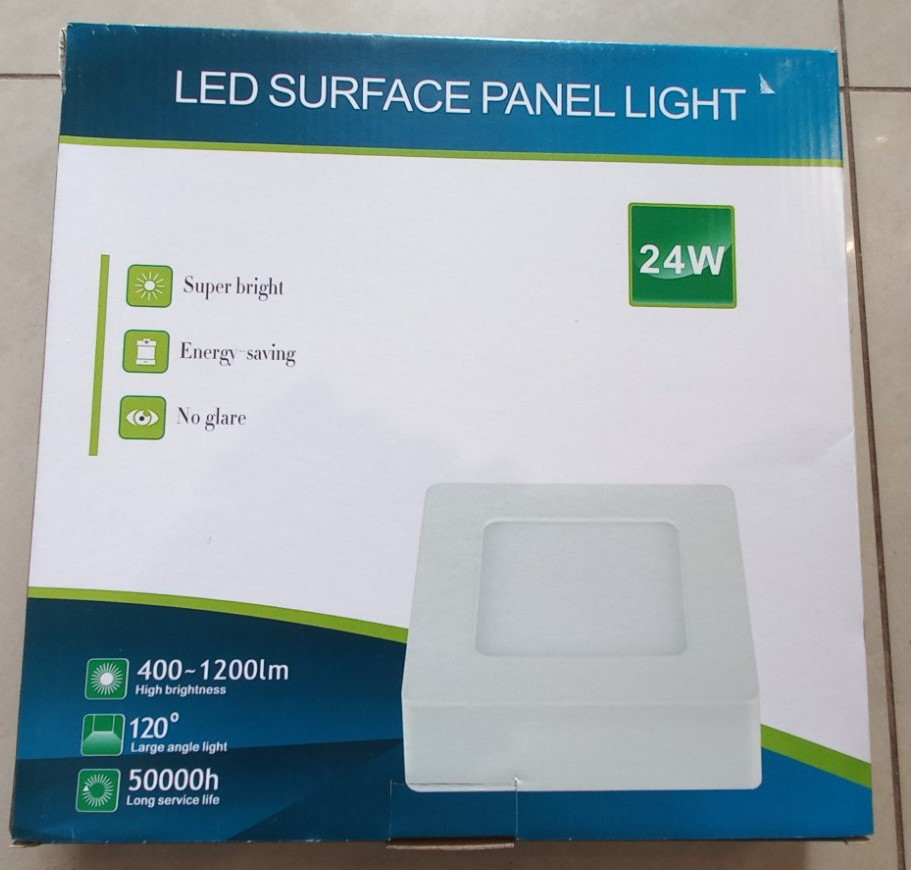 LED SURFACE PANEL LIGHT
24W
Super bright
Energy-saving
No glare
400~1200lm
High brightness
120°
Large angle light
50000h
Long service life